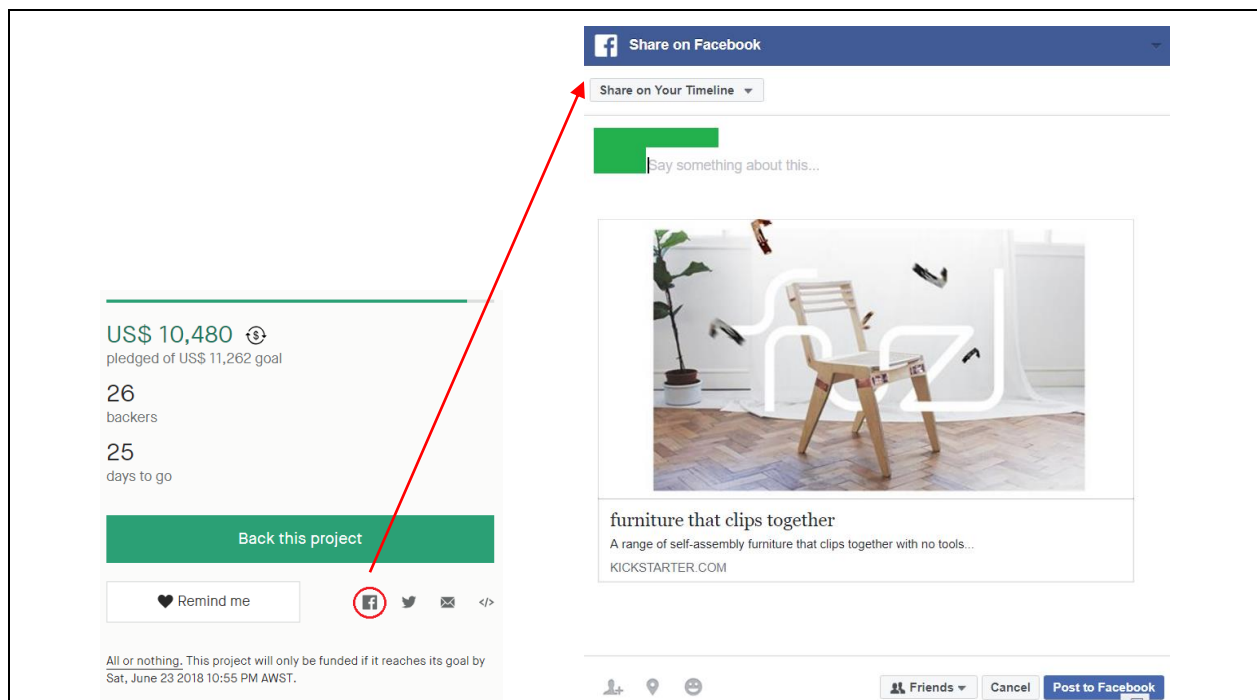 US$ 10,480
pledged of US$ 11,262 goal
26
backers
25
days to go
Back this project
Remind me
All or nothing. This project will only be funded if it reaches its goal by
Sat, June 23 2018 10:55 PM AWST.
Share on Facebook
Share on Your Timeline
Say something about this...
fuzl
furniture that clips together
A range of self-assembly furniture that clips together with no tools...
KICKSTARTER.COM
Friends
Cancel
Post to Facebook